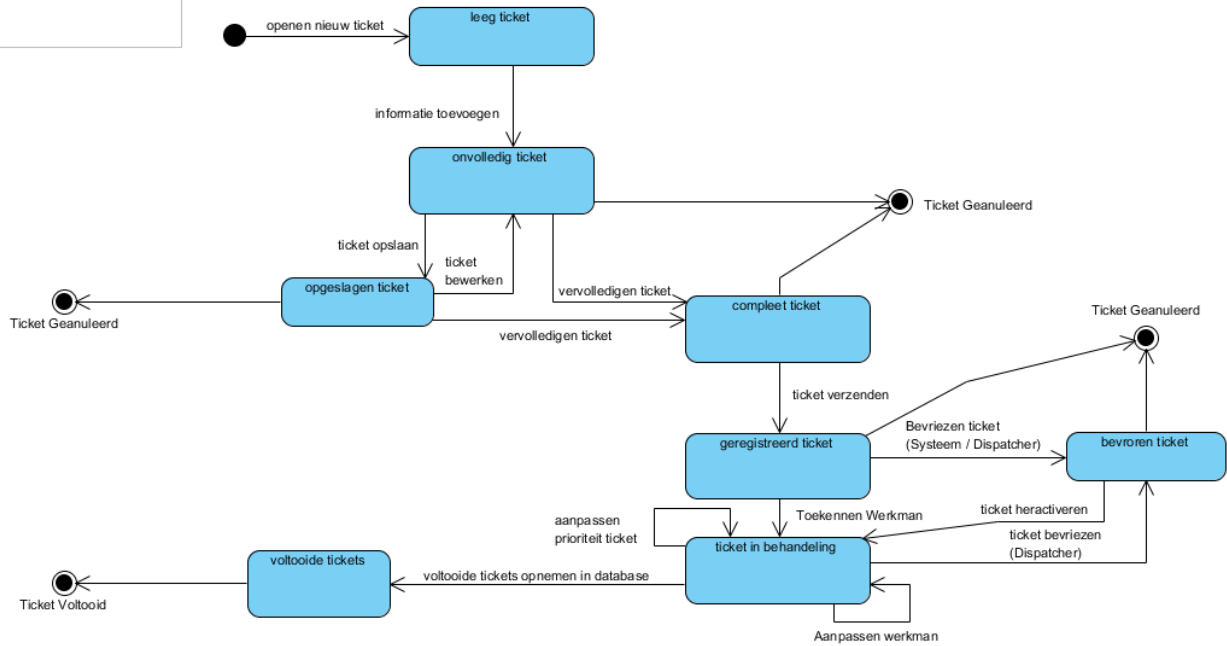 openen nieuw ticket
leeg ticket
informatie toevoegen
onvolledig ticket
Ticket Geanuleerd
ticket opslaan
ticket
bewerken
opgeslagen ticket
vervolledigen ticket
compleet ticket
Ticket Geanuleerd
Ticket Geanuleerd
vervolledigen ticket
ticket verzenden
geregistreerd ticket
Bevriezen ticket
(Systeem / Dispatcher)
bevroren ticket
aanpassen
prioriteit ticket
Toekennen Werkman
ticket heractiveren
ticket bevriezen
(Dispatcher)
ticket in behandeling
voltooide tickets
voltooide tickets opnemen in database
Ticket Voltooid
Aanpassen werkman